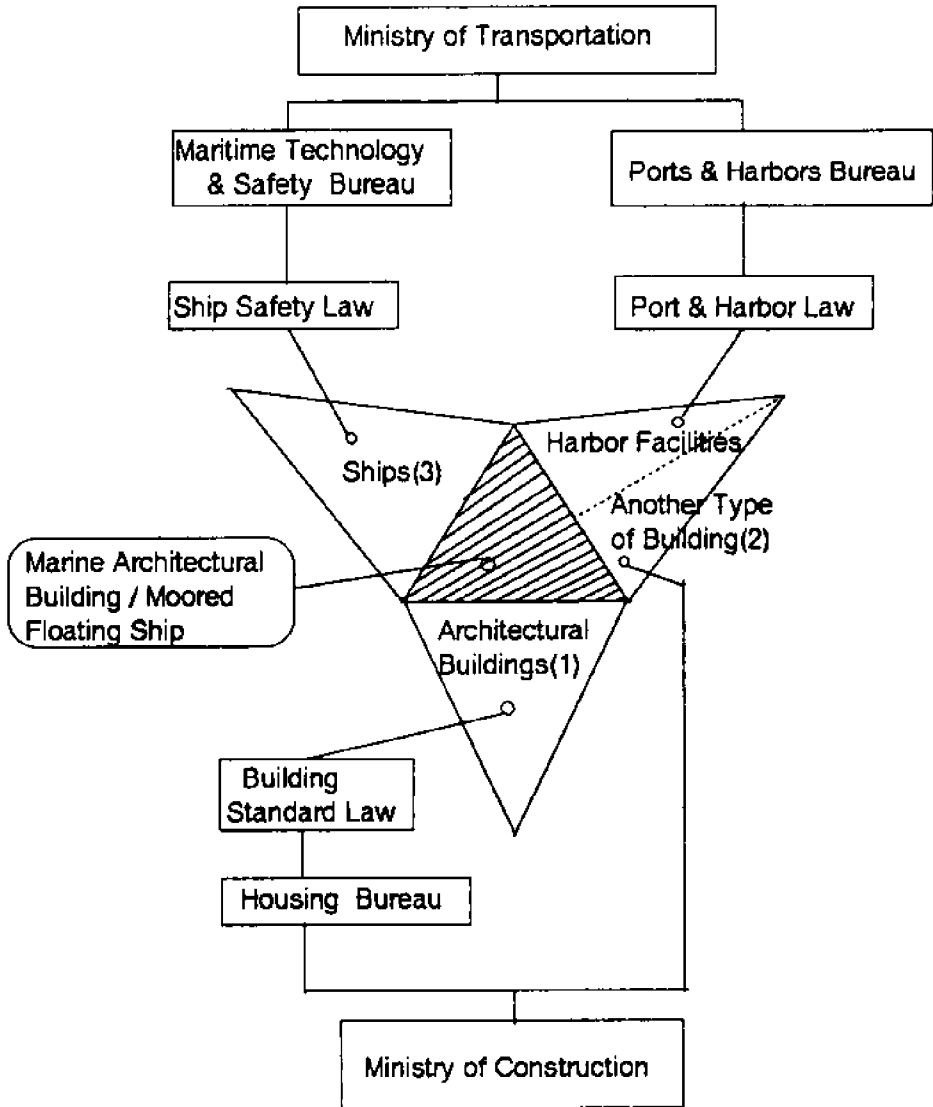 Ministry of Transportation
Maritime Technology
& Safety Bureau
Ports & Harbors Bureau
Ship Safety Law
Port & Harbor Law
Harbor Facilities
Ships(3)
Another Type
of Building(2)
Marine Architectural
Building / Moored
Floating Ship
Architectural
Buildings(1)
Building
Standard Law
Housing Bureau
Ministry of Construction